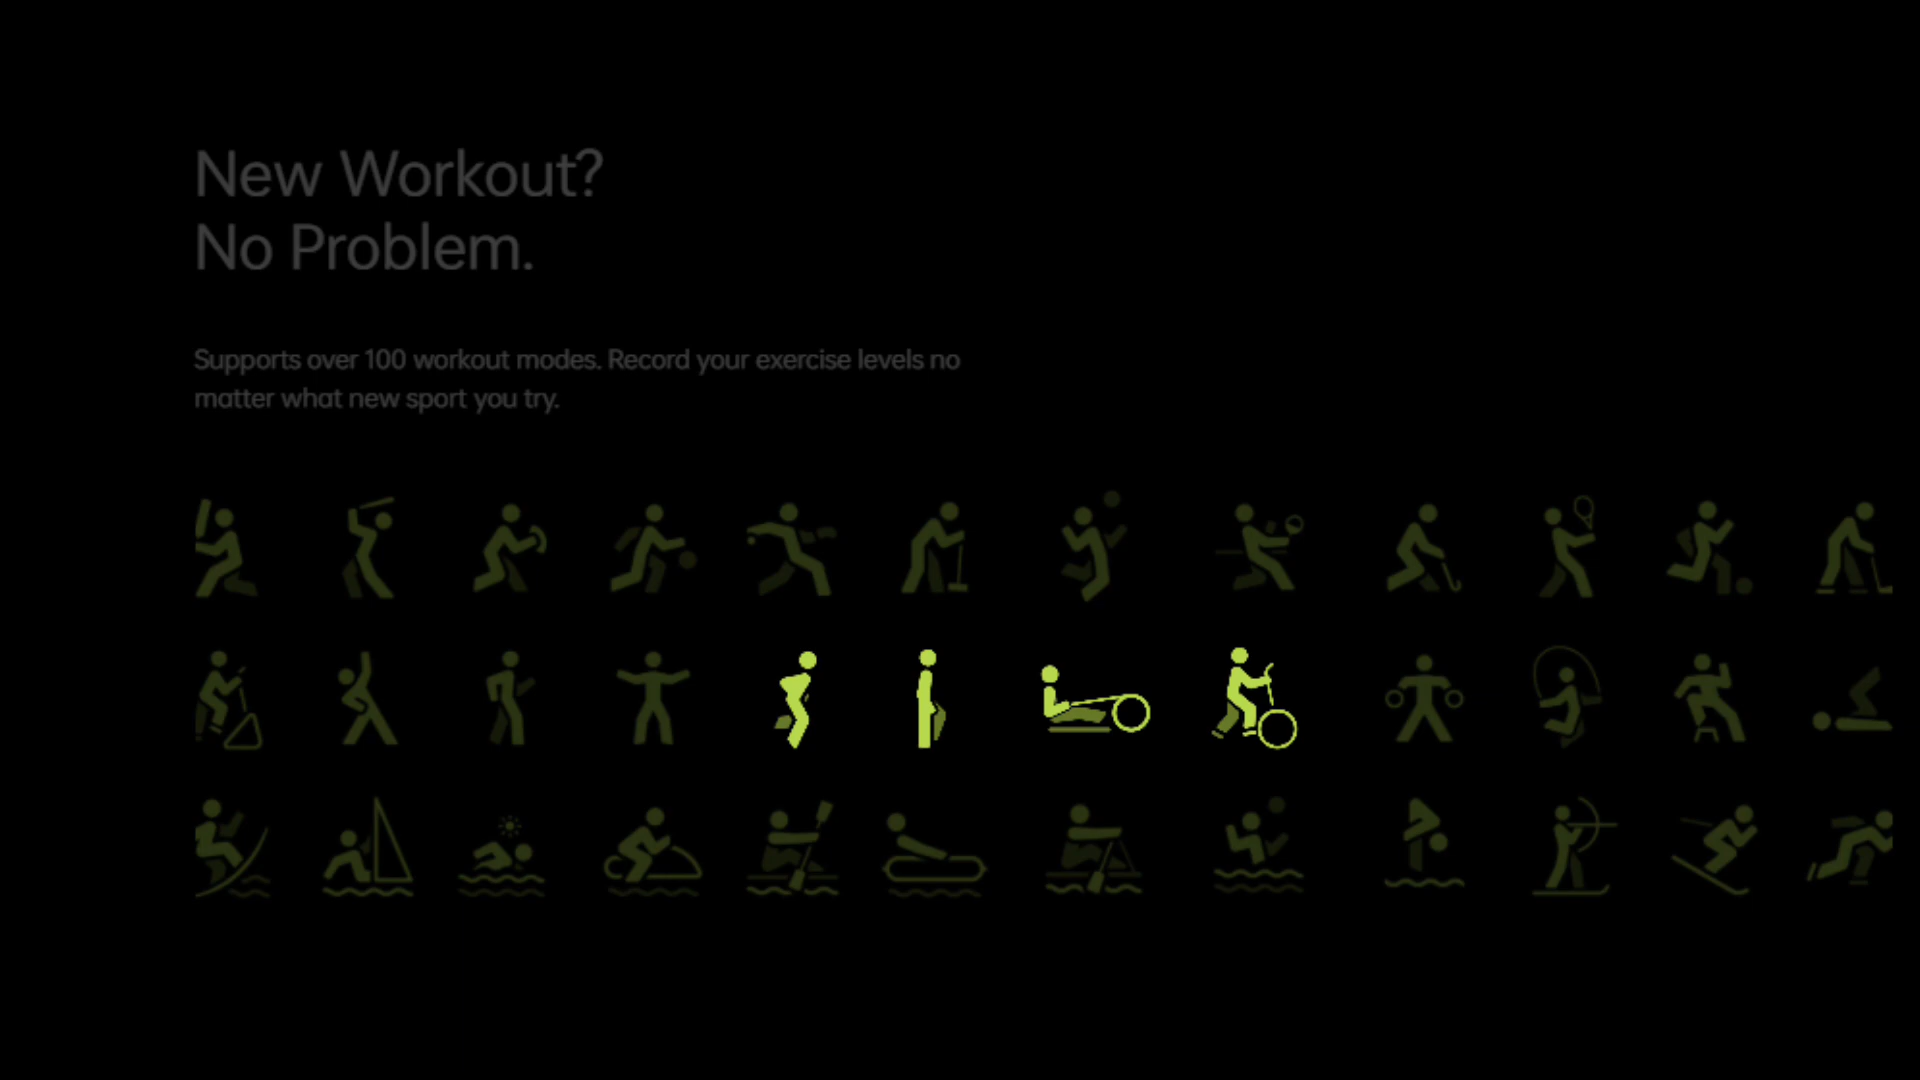 New Workout?
No Problem.
Supports over 100 workout modes. Record your exercise levels no
matter what new sport you try.